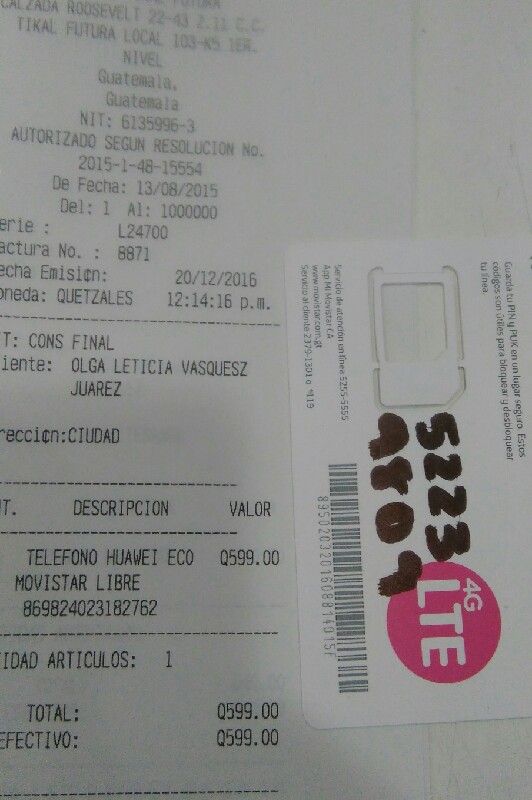 CALZADA ROOSEVELT 22-43 Z.11 C.C.
TIKAL FUTURA LOCAL 103-K5 1ER.
NIVEL
Guatemala,
Guatemala
NIT: 6135996-3
AUTORIZADO SEGUN RESOLUCION No.
2015-1-48-15554
De Fecha: 13/08/2015
Del: 1 Al: 1000000
erie : L24700
actura No. : 8871
echa Emisión: 20/12/2016
oneda: QUETZALES 12:14:16 p.m.
T: CONS FINAL
iente: OLGA LETICIA VASQUESZ
JUAREZ
rección:CIUDAD
T. DESCRIPCION VALOR
TELEFONO HUAWEI ECO Q599.00
MOVISTAR LIBRE
869824023182762
IDAD ARTICULOS: 1
TOTAL: Q599.00
EFECTIVO: Q599.00
Guarda tu PIN y PUK en un lugar seguro. Estos
códigos son útiles para bloquear y desbloquear
tu línea.
Servicio de atención en línea 5255-5555
App Mi Movistar CA
www.movistar.com.gt
Servicio al cliente 2379-1301 o *119
5223
9809
8950203201608814015F
4G
LTE